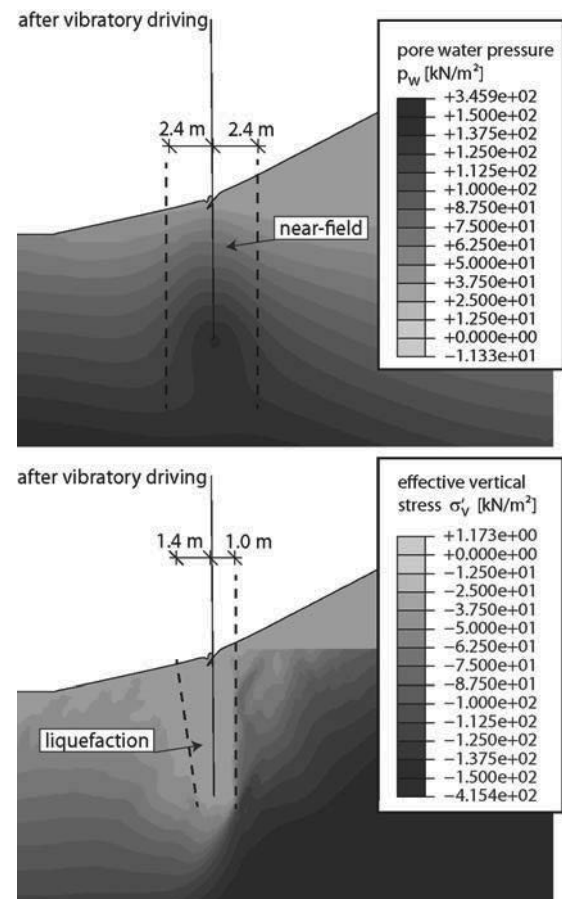 after vibratory driving
2.4 m 2.4 m
near-field
pore water pressure
p_w [kN/m²]
+3.459e+02
+1.500e+02
+1.375e+02
+1.250e+02
+1.125e+02
+1.000e+02
+8.750e+01
+7.500e+01
+6.250e+01
+5.000e+01
+3.750e+01
+2.500e+01
+1.250e+01
+0.000e+00
−1.133e+01
after vibratory driving
1.4 m 1.0 m
liquefaction
effective vertical
stress σ′_v [kN/m²]
+1.173e+00
+0.000e+00
−1.250e+01
−2.500e+01
−3.750e+01
−5.000e+01
−6.250e+01
−7.500e+01
−8.750e+01
−1.000e+02
−1.125e+02
−1.250e+02
−1.375e+02
−1.500e+02
−4.154e+02